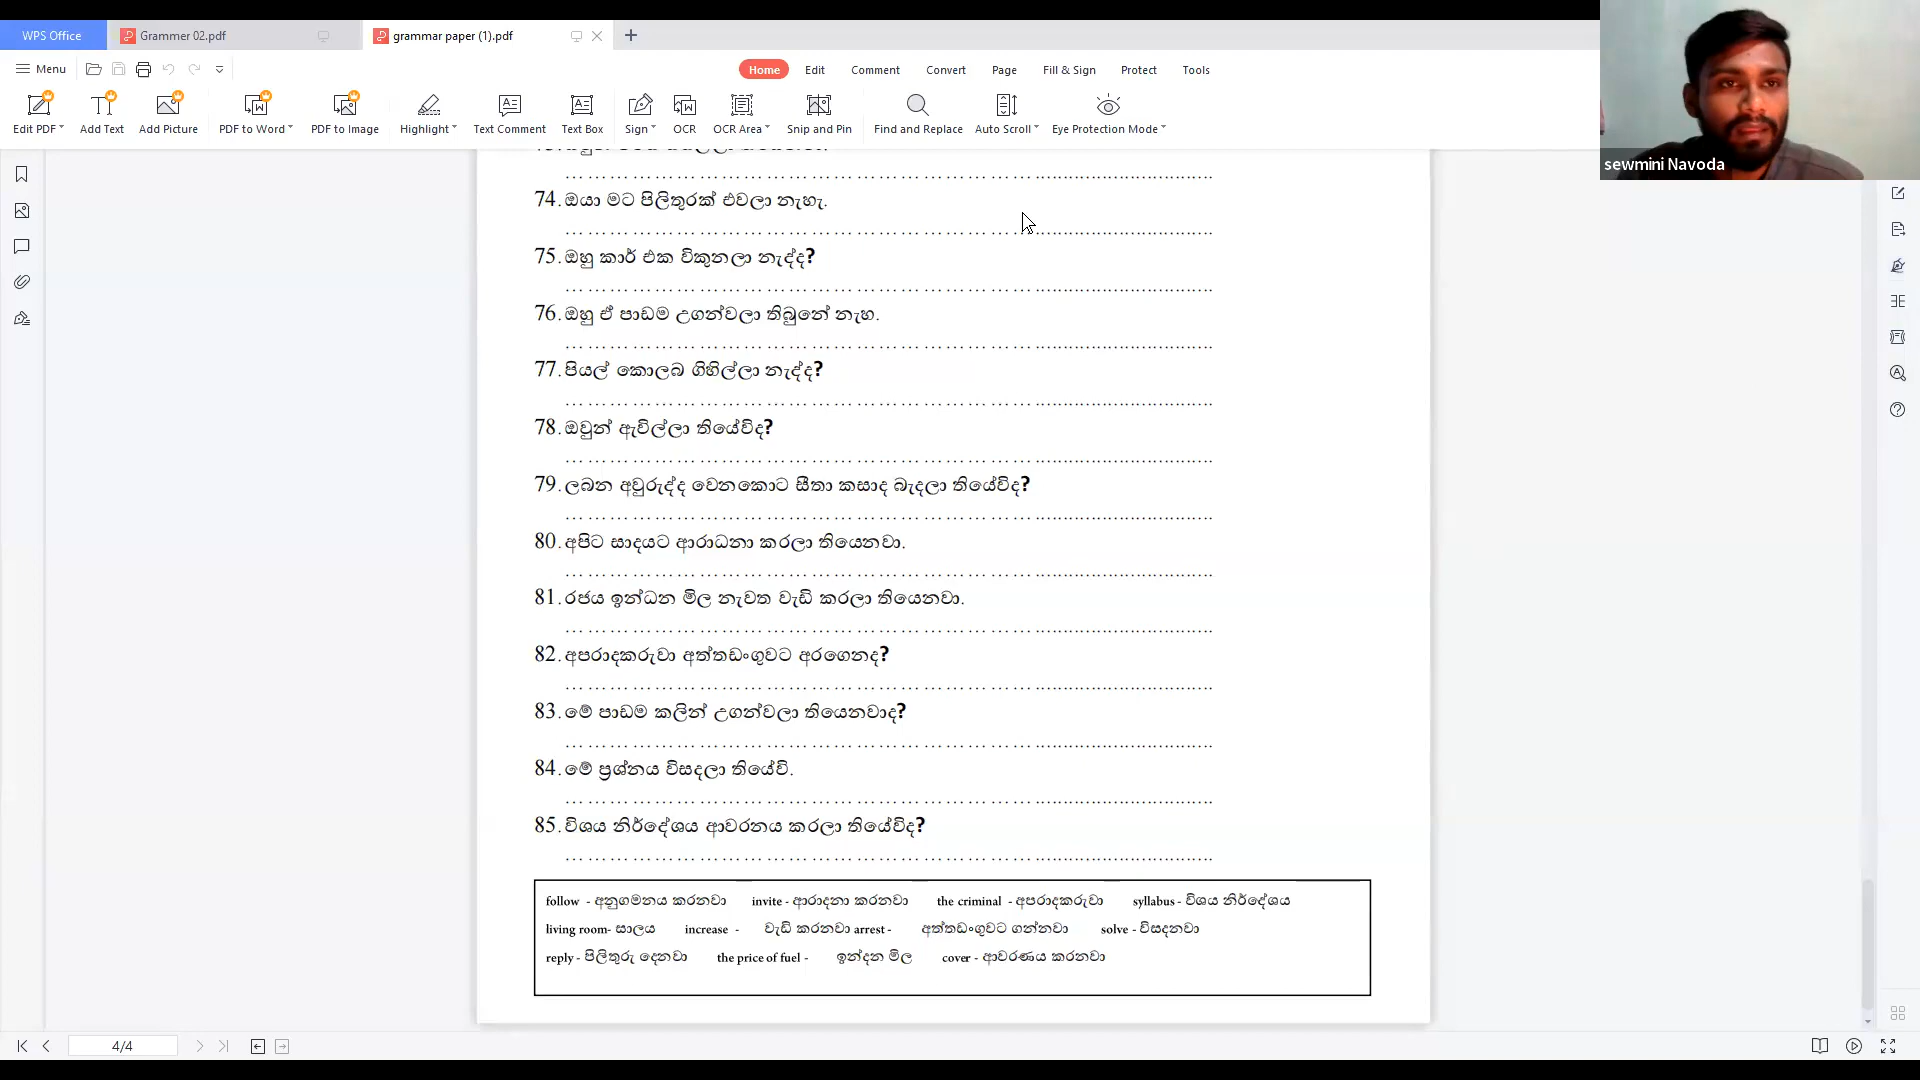 WPS Office
Grammer 02.pdf
grammar paper (1).pdf
Menu
Home Edit Comment Convert Page Fill & Sign Protect Tools
Edit PDF Add Text Add Picture PDF to Word PDF to Image Highlight Text Comment Text Box Sign OCR OCR Area Snip and Pin Find and Replace Auto Scroll Eye Protection Mode
sewmini Navoda
74. ඔයා මට පිලිතුරක් එවලා නැහැ.
75. ඔහු කාර් එක විකුනලා නැද්ද?
76. ඔහු ඒ පාඩම උගන්වලා තිබුනේ නැහ.
77. පියල් කොලබ ගිහිල්ලා නැද්ද?
78. ඔවුන් ඇවිල්ලා තියේවිද?
79. ලබන අවුරුද්ද වෙනකොට සීතා කසාද බැදලා තියේවිද?
80. අපිට සාදයට ආරාධනා කරලා තියෙනවා.
81. රජය ඉන්ධන මිල නැවත වැඩි කරලා තියෙනවා.
82. අපරාදකරුවා අත්තඩංගුවට අරගෙනද?
83. මේ පාඩම කලින් උගන්වලා තියෙනවාද?
84. මේ ප්‍රශ්නය විසදලා තියේවි.
85. විශය නිර්දේශය ආවරනය කරලා තියේවිද?
follow - අනුගමනය කරනවා invite - ආරාදනා කරනවා the criminal - අපරාදකරුවා syllabus - විශය නිර්දේශය
living room- සාලය increase - වැඩි කරනවා arrest - අත්තඩංගුවට ගන්නවා solve - විසදනවා
reply - පිලිතුරු දෙනවා the price of fuel - ඉන්දන මිල cover - ආවරණය කරනවා
4/4